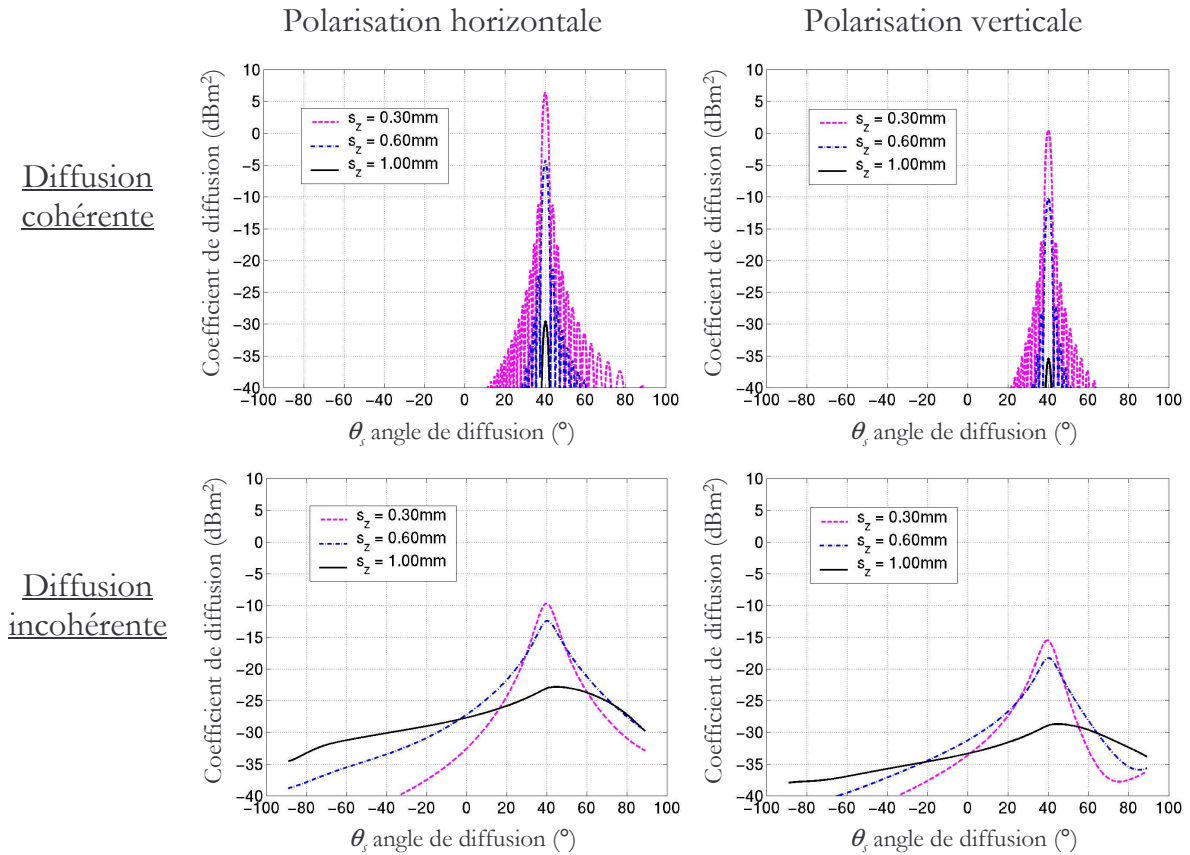 Polarisation horizontale
Polarisation verticale
Diffusion
cohérente
Coefficient de diffusion (dBm²)
10
5
0
−5
−10
−15
−20
−25
−30
−35
−40
s_z = 0.30mm
s_z = 0.60mm
s_z = 1.00mm
−100 −80 −60 −40 −20 0 20 40 60 80 100
θ_s angle de diffusion (°)
Coefficient de diffusion (dBm²)
10
5
0
−5
−10
−15
−20
−25
−30
−35
−40
s_z = 0.30mm
s_z = 0.60mm
s_z = 1.00mm
−100 −80 −60 −40 −20 0 20 40 60 80 100
θ_s angle de diffusion (°)
Diffusion
incohérente
Coefficient de diffusion (dBm²)
10
5
0
−5
−10
−15
−20
−25
−30
−35
−40
s_z = 0.30mm
s_z = 0.60mm
s_z = 1.00mm
−100 −80 −60 −40 −20 0 20 40 60 80 100
θ_s angle de diffusion (°)
Coefficient de diffusion (dBm²)
10
5
0
−5
−10
−15
−20
−25
−30
−35
−40
s_z = 0.30mm
s_z = 0.60mm
s_z = 1.00mm
−100 −80 −60 −40 −20 0 20 40 60 80 100
θ_s angle de diffusion (°)